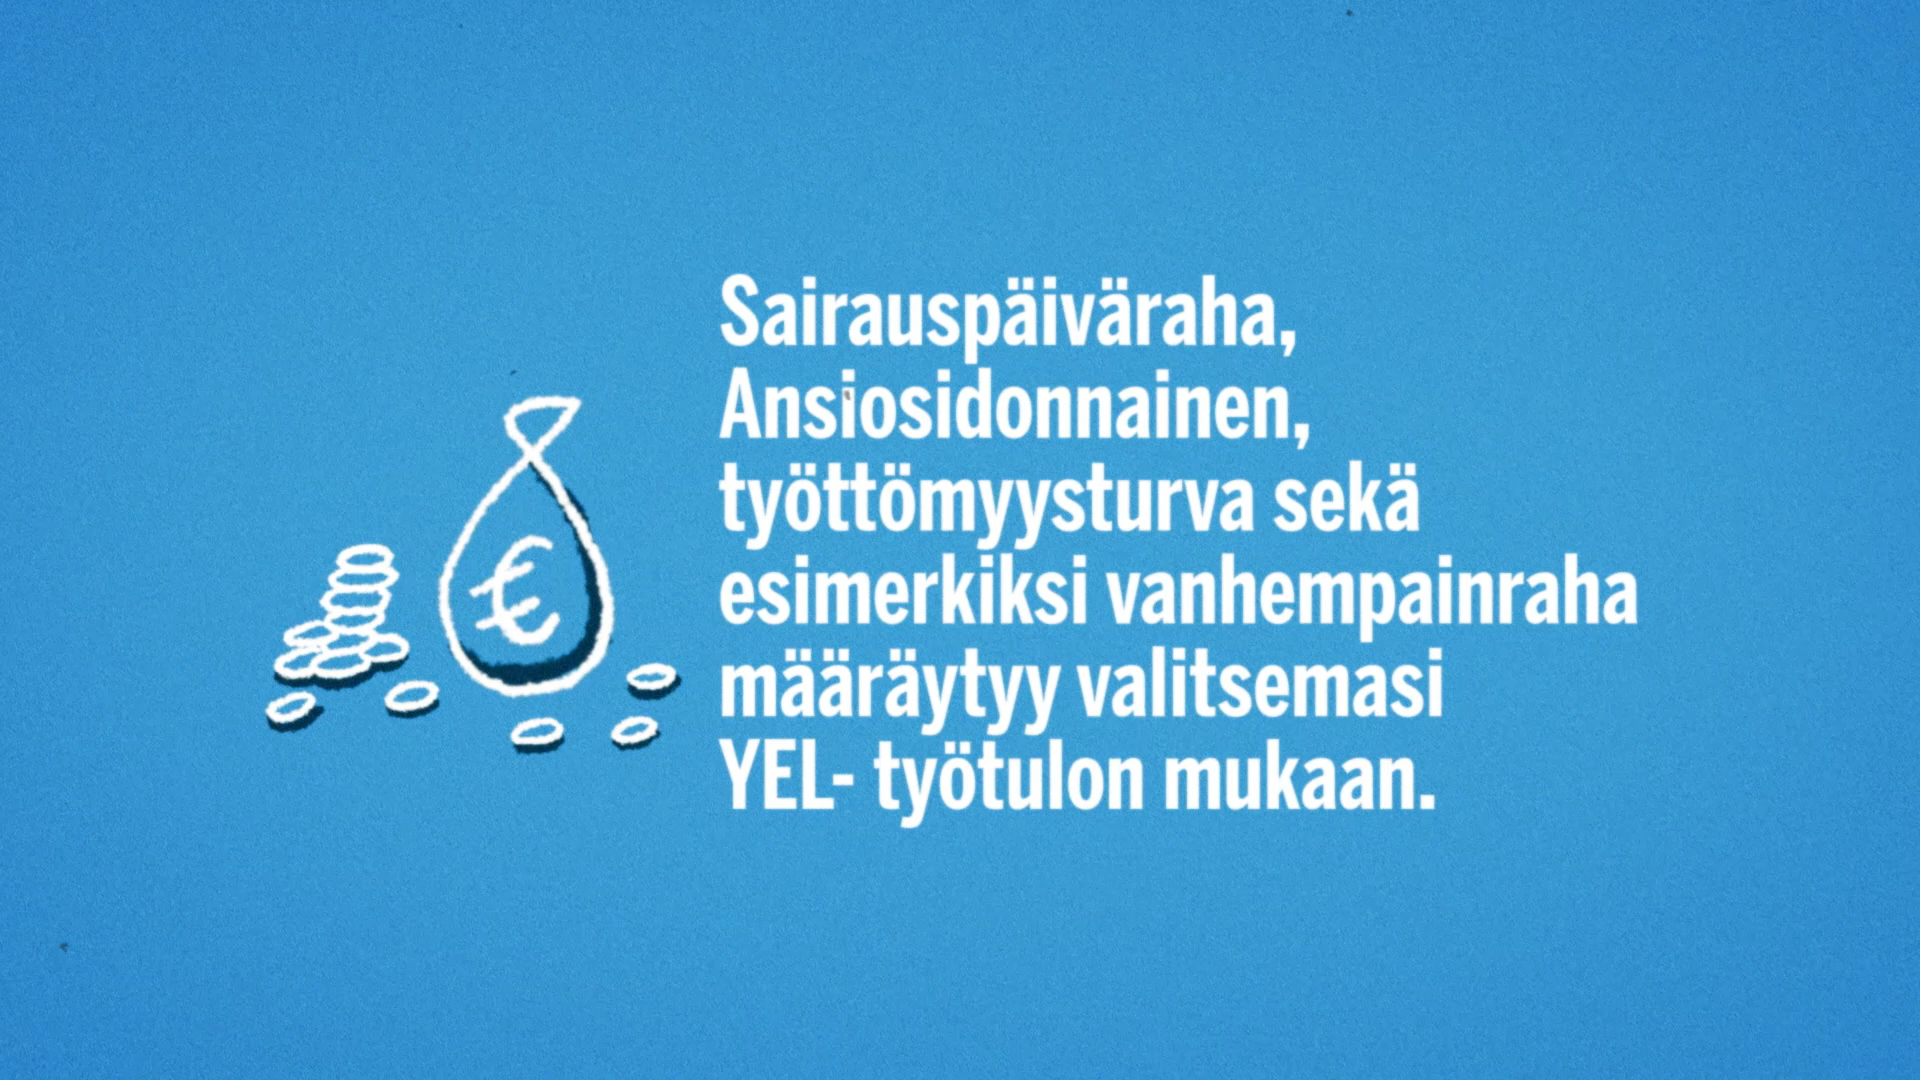 Sairauspäiväraha,
Ansiosidonnainen,
työttömyysturva sekä
esimerkiksi vanhempainraha
määräytyy valitsemasi
YEL- työtulon mukaan.
€